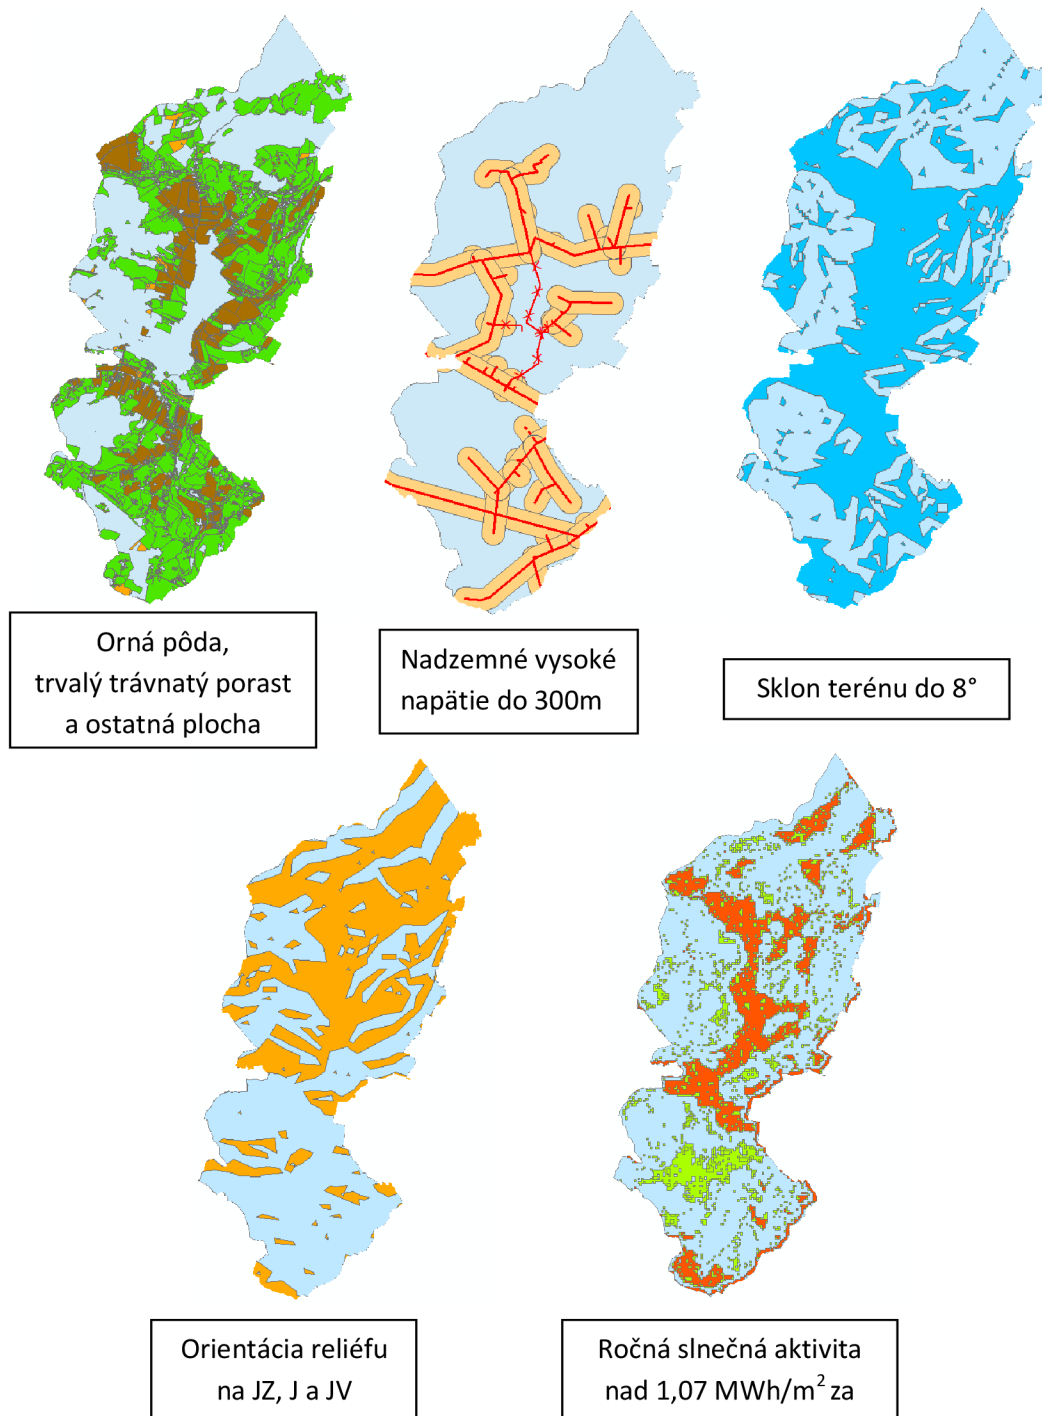 Orná pôda,
trvalý trávnatý porast
a ostatná plocha
Nadzemné vysoké
napätie do 300m
Sklon terénu do 8°
Orientácia reliéfu
na JZ, J a JV
Ročná slnečná aktivita
nad 1,07 MWh/m² za